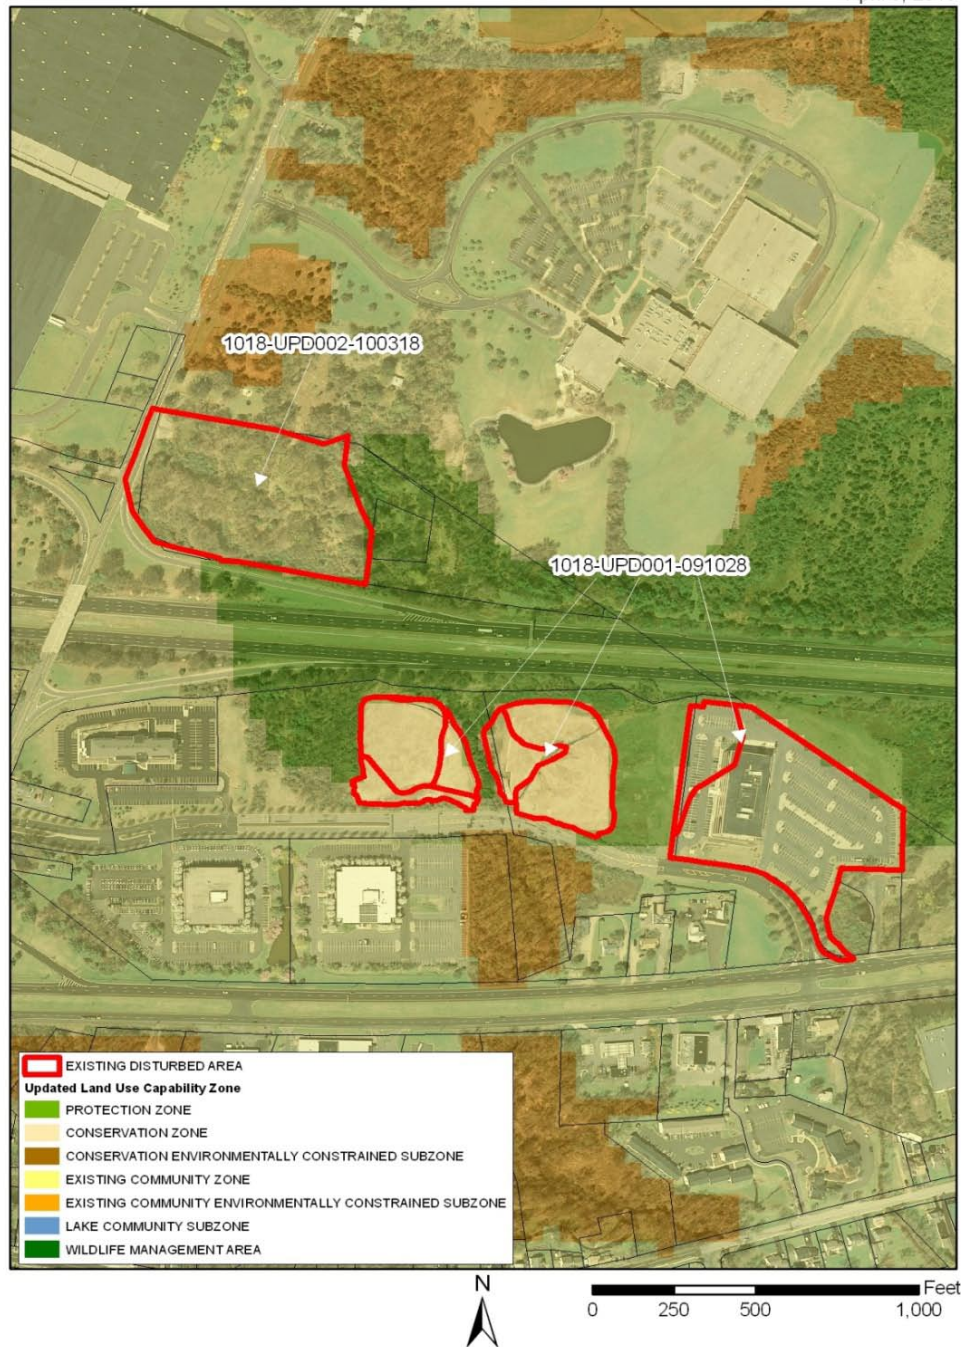 1018-UPD002-100318
1018-UPD001-091028
EXISTING DISTURBED AREA
Updated Land Use Capability Zone
PROTECTION ZONE
CONSERVATION ZONE
CONSERVATION ENVIRONMENTALLY CONSTRAINED SUBZONE
EXISTING COMMUNITY ZONE
EXISTING COMMUNITY ENVIRONMENTALLY CONSTRAINED SUBZONE
LAKE COMMUNITY SUBZONE
WILDLIFE MANAGEMENT AREA
N
Feet
0 250 500 1,000